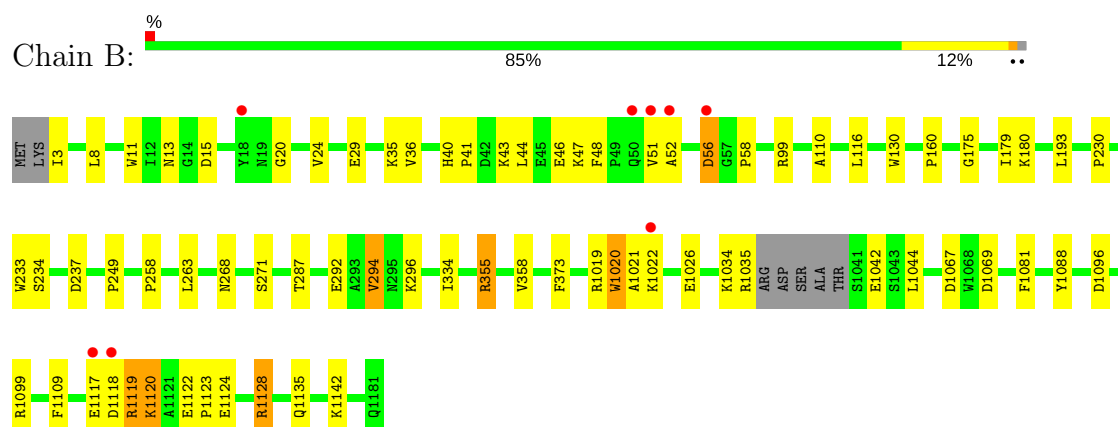 %
Chain B:
85% 12% ••
MET LYS I3 L8 W11 I12 N13 G14 D15 Y18 N19 G20 V24 E29 K35 V36 H40 P41 D42 K43 L44 E45 E46 K47 F48 P49 Q50 V51 A52 D56 G57 P58 R99 A110 L116 W130 P160 G175 I179 K180 L193 P230
W233 S234 D237 P249 P258 L263 N268 S271 T287 E292 A293 V294 N295 K296 I334 R355 V358 F373 R1019 W1020 A1021 K1022 E1026 K1034 R1035 ARG ASP SER ALA THR S1041 E1042 S1043 L1044 D1067 W1068 D1069 F1081 Y1088 D1096
R1099 F1109 E1117 D1118 R1119 K1120 A1121 E1122 P1123 E1124 R1128 Q1135 K1142 Q1181